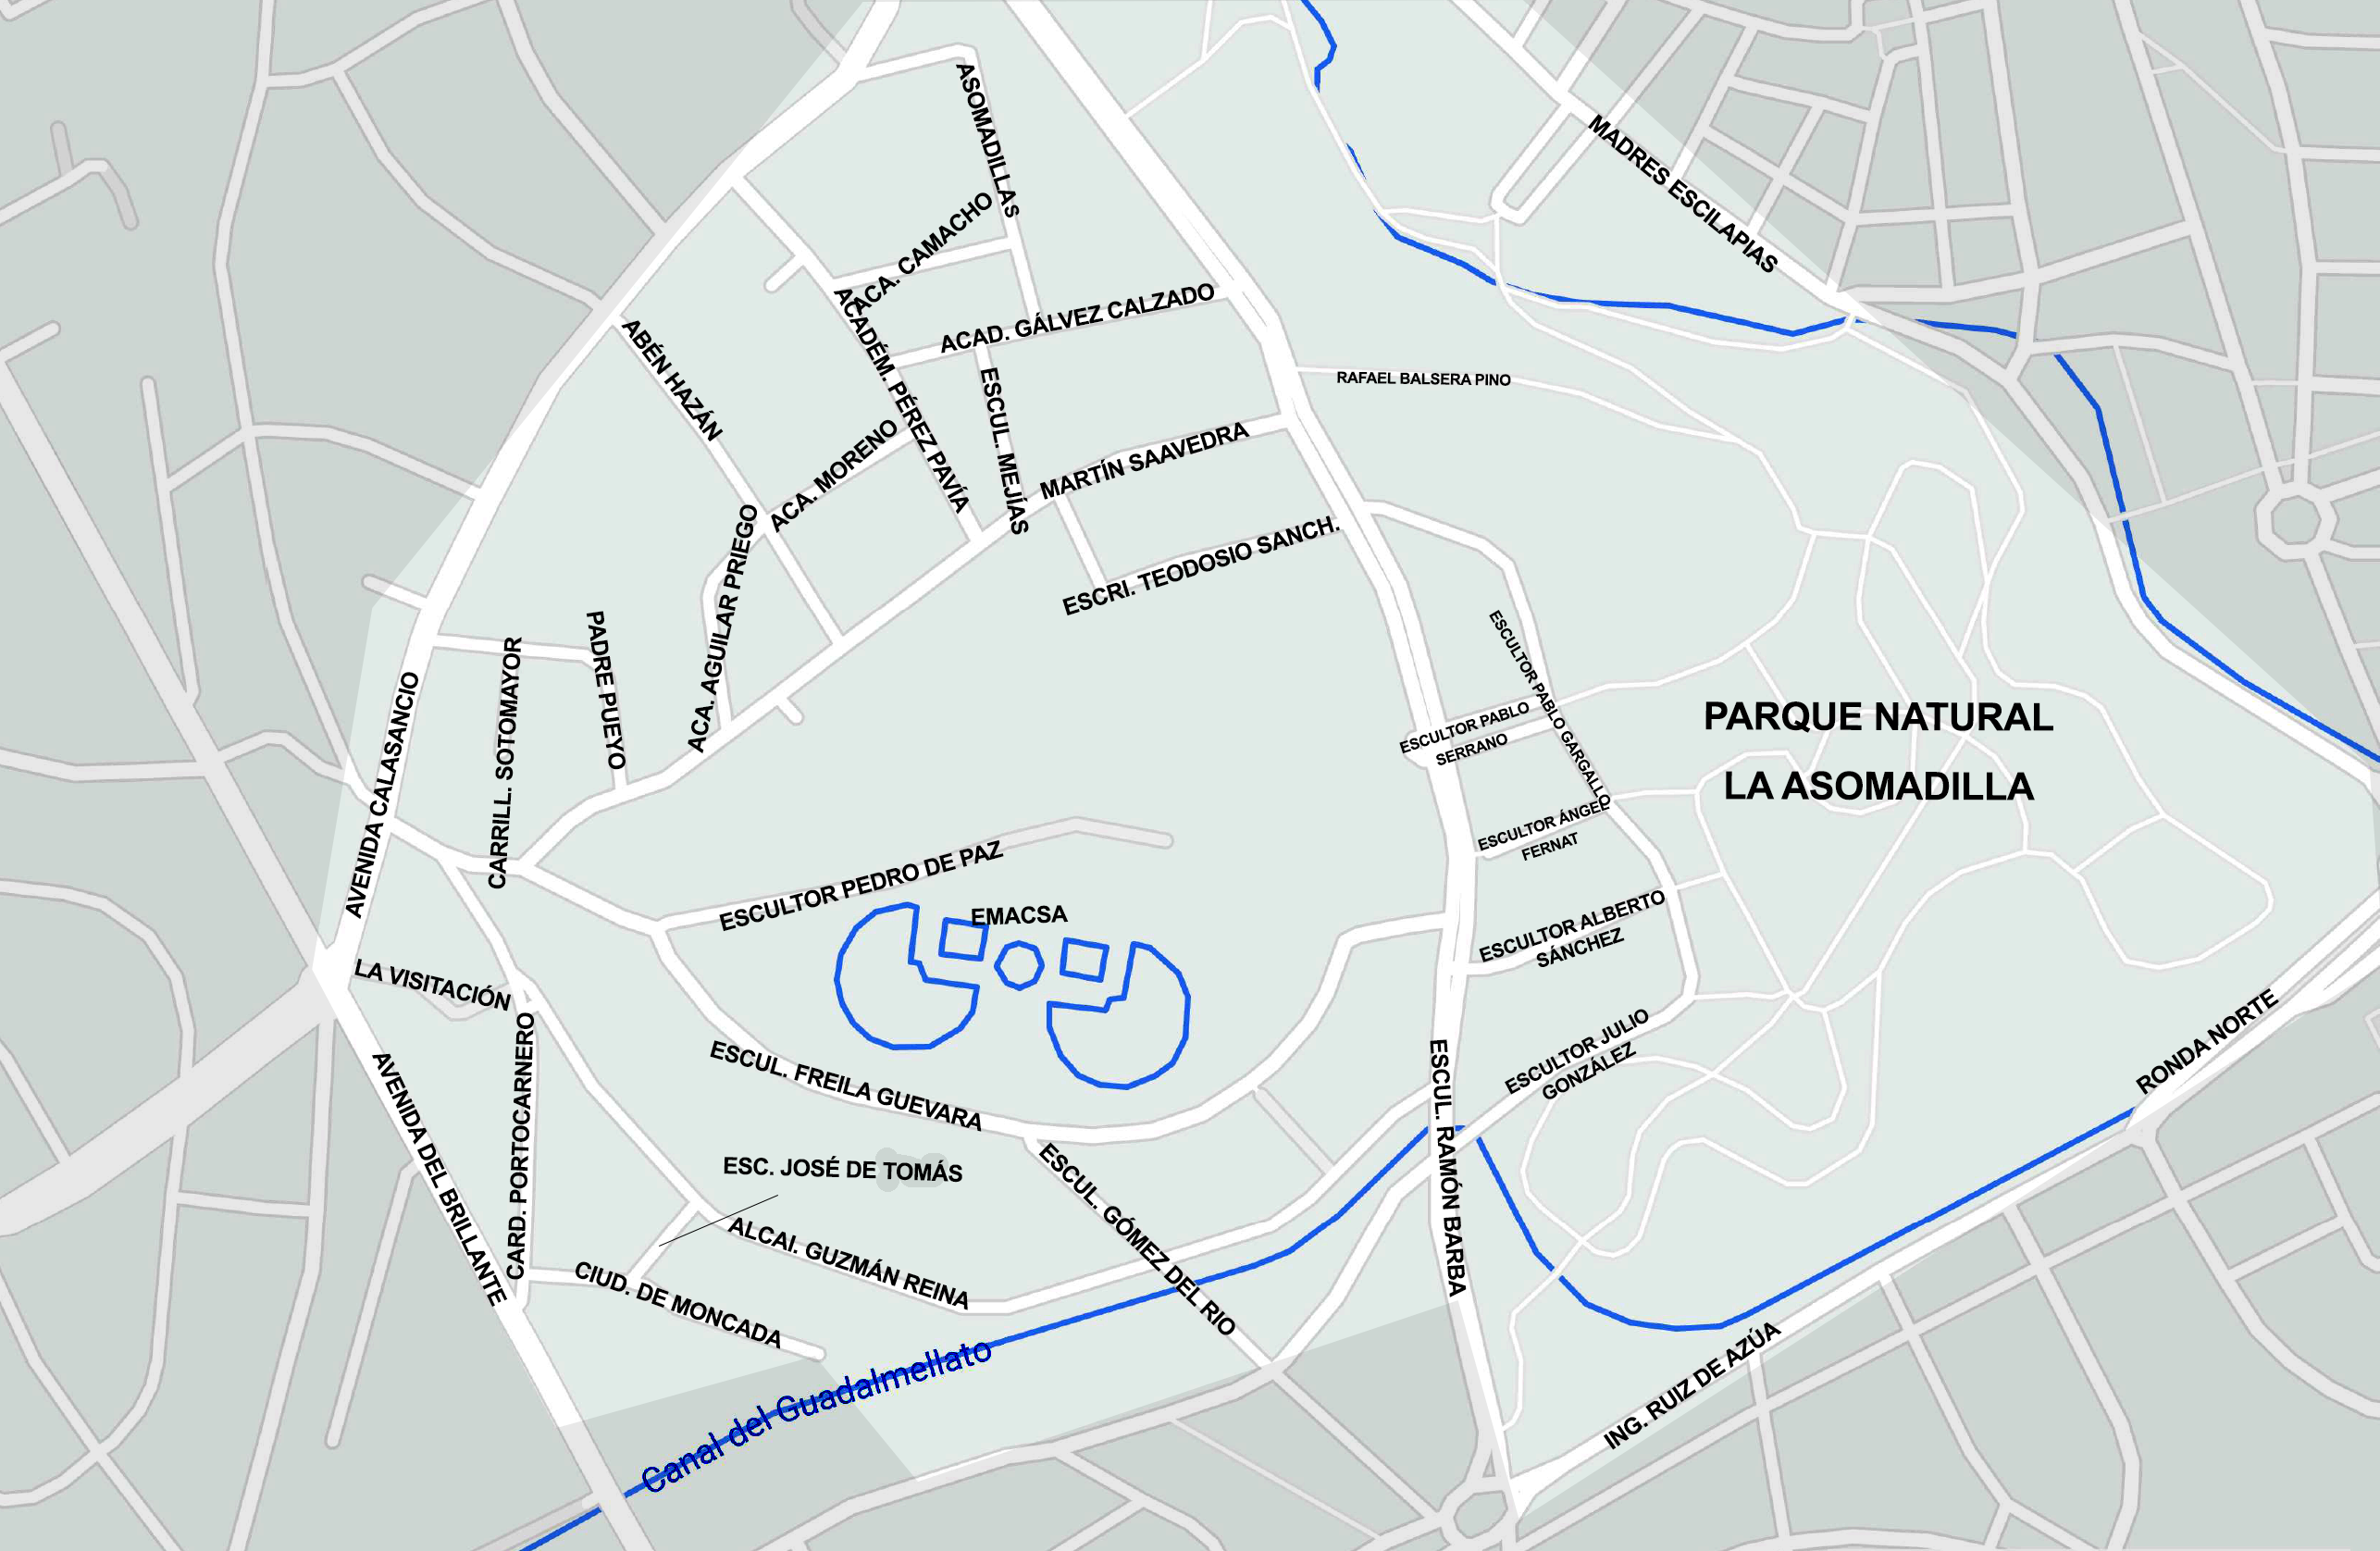 ASOMADILLAs
MADRES ESCILAPIAS
ACA. CAMACHO
ACAD. GÁLVEZ CALZADO
ACADÉM. PÉREZ PAVÍA
ABÉN HAZÁN
ESCUL. MEJÍAS
RAFAEL BALSERA PINO
ACA. MORENO
MARTÍN SAAVEDRA
ACA. AGUILAR PRIEGO
ESCRI. TEODOSIO SANCH.
PADRE PUEYO
CARRILL. SOTOMAYOR
AVENIDA CALASANCIO
ESCULTOR PABLO GARGALLO
ESCULTOR PABLO
SERRANO
PARQUE NATURAL
LA ASOMADILLA
ESCULTOR ÁNGEL
FERNAT
ESCULTOR PEDRO DE PAZ
EMACSA
ESCULTOR ALBERTO
SÁNCHEZ
LA VISITACIÓN
CARD. PORTOCARNERO
AVENIDA DEL BRILLANTE
ESCUL. FREILA GUEVARA
ESCULTOR JULIO
GONZÁLEZ
RONDA NORTE
ESCUL. RAMÓN BARBA
ESC. JOSÉ DE TOMÁS
ESCUL. GÓMEZ DEL RIO
ALCAI. GUZMÁN REINA
CIUD. DE MONCADA
ING. RUIZ DE AZÚA
Canal del Guadalmellato